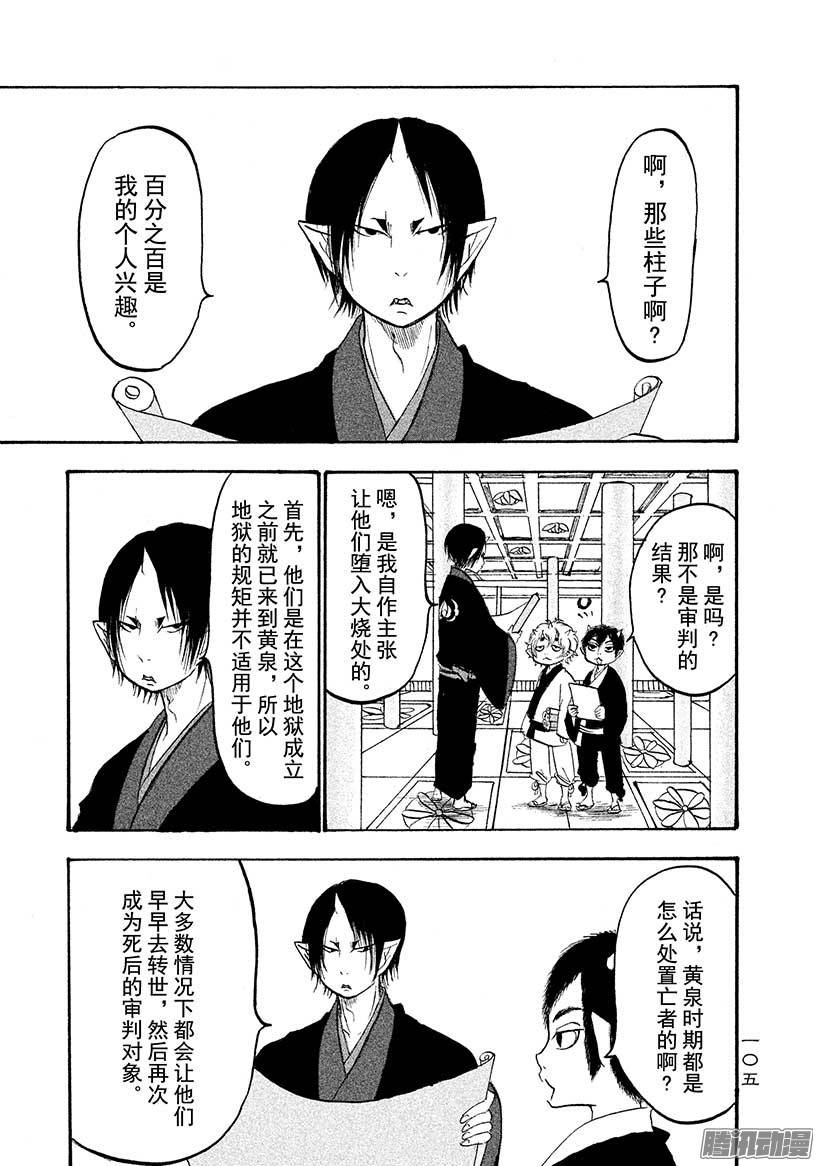 啊，那些柱子啊？
百分之百是
我的个人兴趣。
啊，是吗？
那不是审判的
结果？
嗯，是我自作主张
让他们堕入大烧处的。
首先，他们是在这个地狱成立
之前就已来到黄泉，所以
地狱的规矩并不适用于他们。
话说，黄泉时期都是
怎么处置亡者的啊？
大多数情况下都会让他们
早早去转世，然后再次
成为死后的审判对象。
一〇五
腾讯动漫